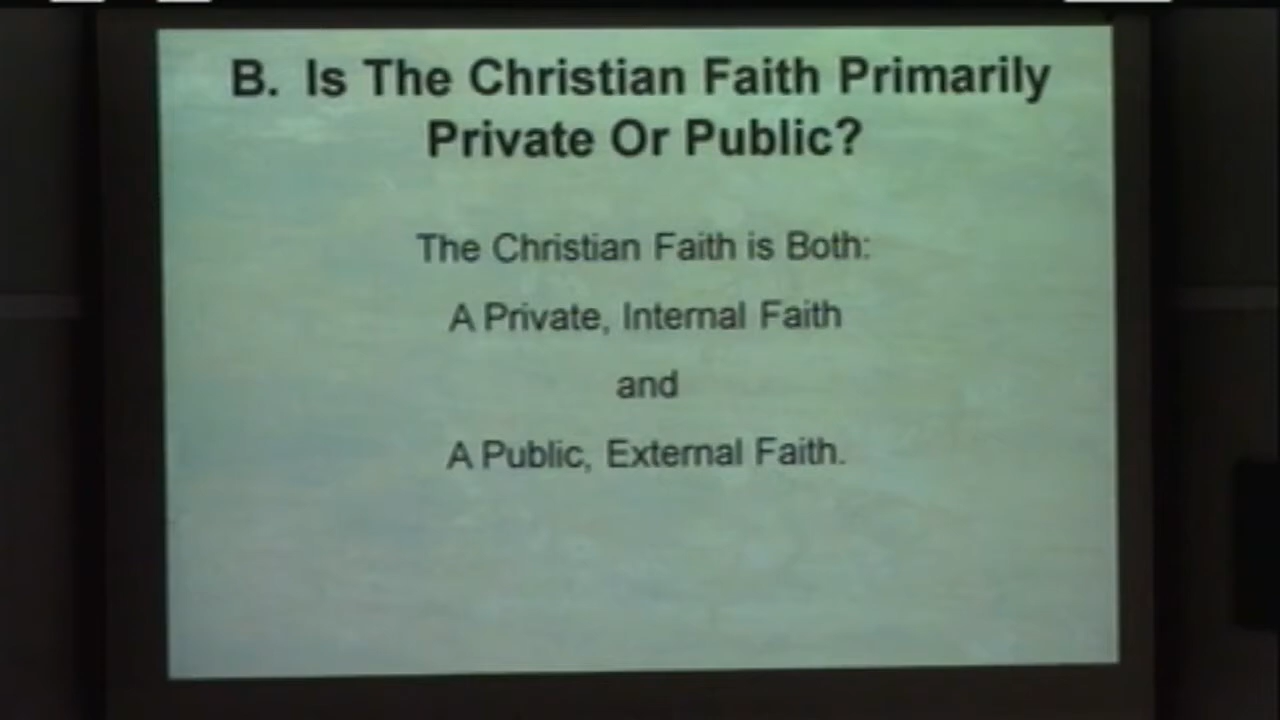 B. Is The Christian Faith Primarily
Private Or Public?
The Christian Faith is Both:
A Private, Internal Faith
and
A Public, External Faith.